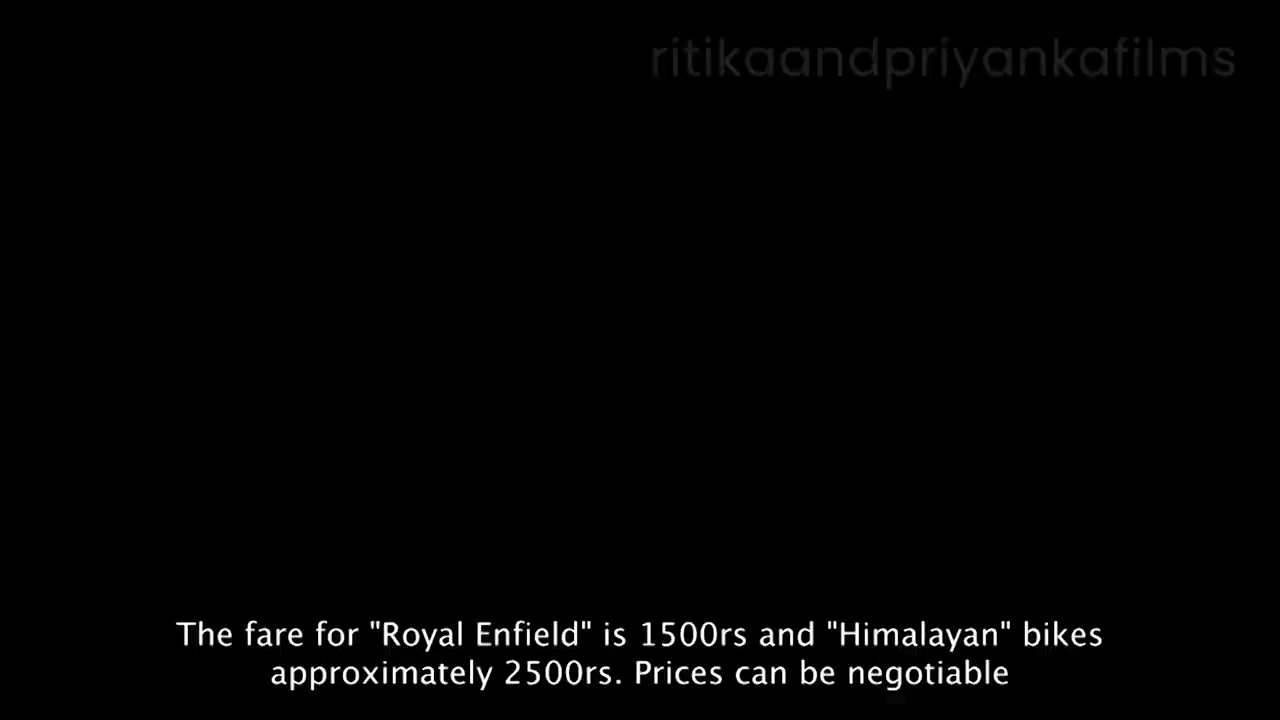 ritikaandpriyankafilms
The fare for "Royal Enfield" is 1500rs and "Himalayan" bikes
approximately 2500rs. Prices can be negotiable